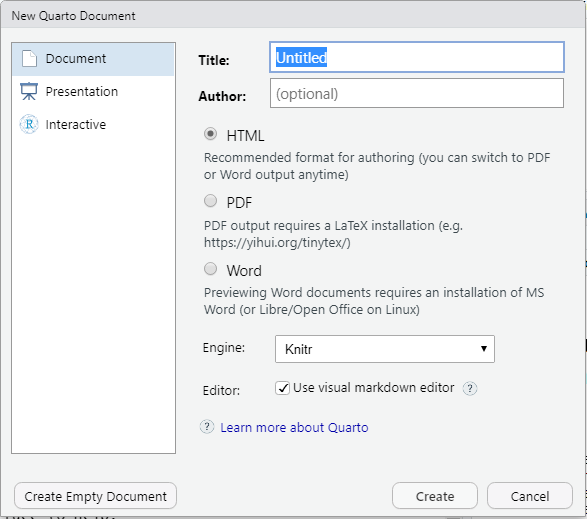 New Quarto Document
Document
Presentation
Interactive
Title: Untitled
Author: (optional)
HTML
Recommended format for authoring (you can switch to PDF
or Word output anytime)
PDF
PDF output requires a LaTeX installation (e.g.
https://yihui.org/tinytex/)
Word
Previewing Word documents requires an installation of MS
Word (or Libre/Open Office on Linux)
Engine: Knitr
Editor: Use visual markdown editor ?
? Learn more about Quarto
Create Empty Document Create Cancel